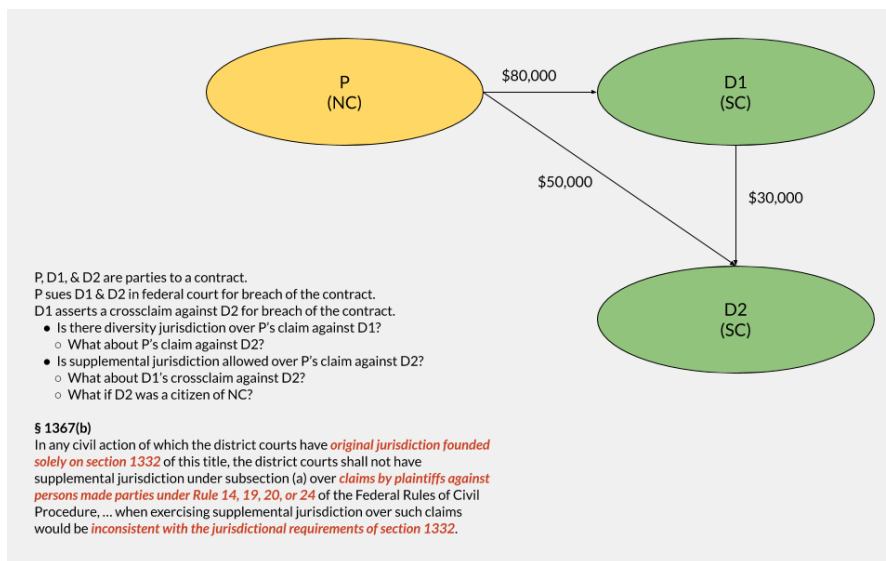 P
(NC)
$80,000
D1
(SC)
$50,000
$30,000
D2
(SC)
P, D1, & D2 are parties to a contract.
P sues D1 & D2 in federal court for breach of the contract.
D1 asserts a crossclaim against D2 for breach of the contract.
● Is there diversity jurisdiction over P's claim against D1?
○ What about P's claim against D2?
● Is supplemental jurisdiction allowed over P's claim against D2?
○ What about D1's crossclaim against D2?
○ What if D2 was a citizen of NC?
§ 1367(b)
In any civil action of which the district courts have original jurisdiction founded
solely on section 1332 of this title, the district courts shall not have
supplemental jurisdiction under subsection (a) over claims by plaintiffs against
persons made parties under Rule 14, 19, 20, or 24 of the Federal Rules of Civil
Procedure, ... when exercising supplemental jurisdiction over such claims
would be inconsistent with the jurisdictional requirements of section 1332.